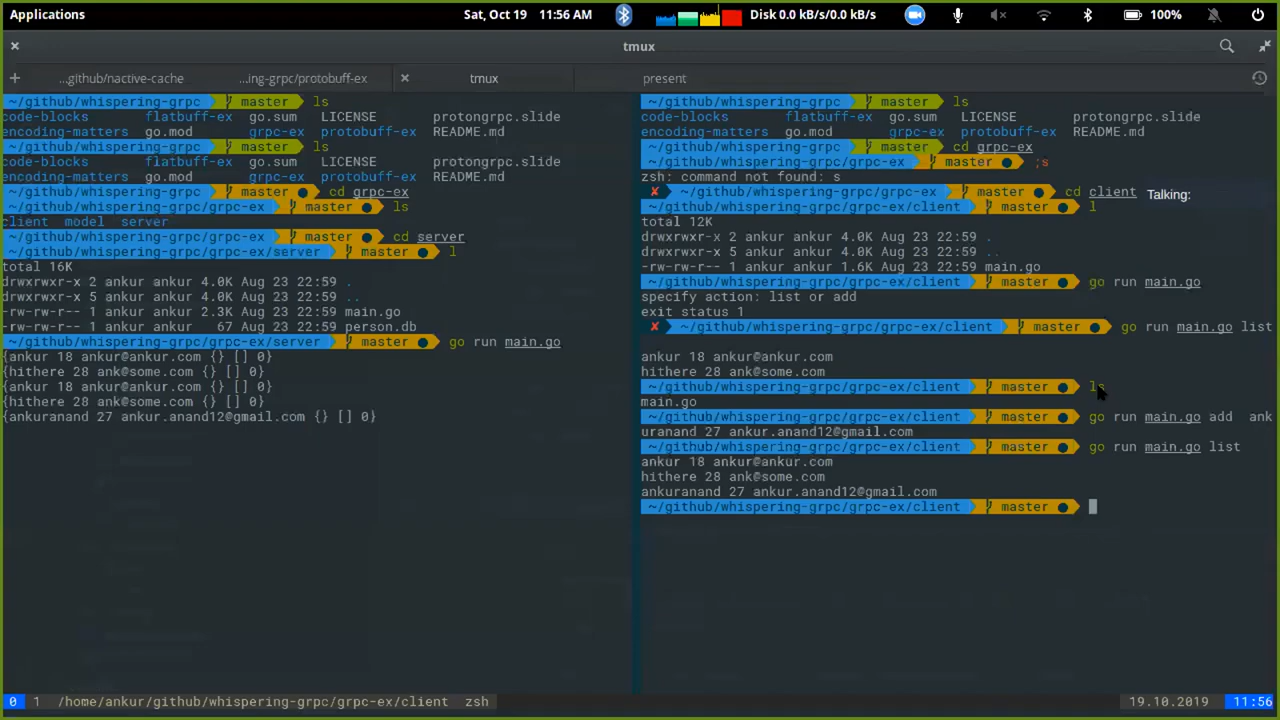 Applications
Sat, Oct 19 11:56 AM
Disk 0.0 kB/s/0.0 kB/s
100%
tmux
...github/nactive-cache
...ing-grpc/protobuff-ex
tmux
present
~/github/whispering-grpc master ls
code-blocks flatbuff-ex go.sum LICENSE protongrpc.slide
encoding-matters go.mod grpc-ex protobuff-ex README.md
~/github/whispering-grpc master ls
code-blocks flatbuff-ex go.sum LICENSE protongrpc.slide
encoding-matters go.mod grpc-ex protobuff-ex README.md
~/github/whispering-grpc master ● cd grpc-ex
~/github/whispering-grpc/grpc-ex master ● ls
client model server
~/github/whispering-grpc/grpc-ex master ● cd server
~/github/whispering-grpc/grpc-ex/server master ● l
total 16K
drwxrwxr-x 2 ankur ankur 4.0K Aug 23 22:59 .
drwxrwxr-x 5 ankur ankur 4.0K Aug 23 22:59 ..
-rw-rw-r-- 1 ankur ankur 2.3K Aug 23 22:59 main.go
-rw-rw-r-- 1 ankur ankur 67 Aug 23 22:59 person.db
~/github/whispering-grpc/grpc-ex/server master ● go run main.go
{ankur 18 ankur@ankur.com {} [] 0}
{hithere 28 ank@some.com {} [] 0}
{ankur 18 ankur@ankur.com {} [] 0}
{hithere 28 ank@some.com {} [] 0}
{ankuranand 27 ankur.anand12@gmail.com {} [] 0}
~/github/whispering-grpc master ls
code-blocks flatbuff-ex go.sum LICENSE protongrpc.slide
encoding-matters go.mod grpc-ex protobuff-ex README.md
~/github/whispering-grpc master cd grpc-ex
~/github/whispering-grpc/grpc-ex master ● ;s
zsh: command not found: s
✘ ~/github/whispering-grpc/grpc-ex master ● cd client
Talking:
~/github/whispering-grpc/grpc-ex/client master ● l
total 12K
drwxrwxr-x 2 ankur ankur 4.0K Aug 23 22:59 .
drwxrwxr-x 5 ankur ankur 4.0K Aug 23 22:59 ..
-rw-rw-r-- 1 ankur ankur 1.6K Aug 23 22:59 main.go
~/github/whispering-grpc/grpc-ex/client master ● go run main.go
specify action: list or add
exit status 1
✘ ~/github/whispering-grpc/grpc-ex/client master ● go run main.go list
ankur 18 ankur@ankur.com
hithere 28 ank@some.com
~/github/whispering-grpc/grpc-ex/client master ● ls
main.go
~/github/whispering-grpc/grpc-ex/client master ● go run main.go add ank
uranand 27 ankur.anand12@gmail.com
~/github/whispering-grpc/grpc-ex/client master ● go run main.go list
ankur 18 ankur@ankur.com
hithere 28 ank@some.com
ankuranand 27 ankur.anand12@gmail.com
~/github/whispering-grpc/grpc-ex/client master ●
0 1 /home/ankur/github/whispering-grpc/grpc-ex/client zsh
19.10.2019 11:56